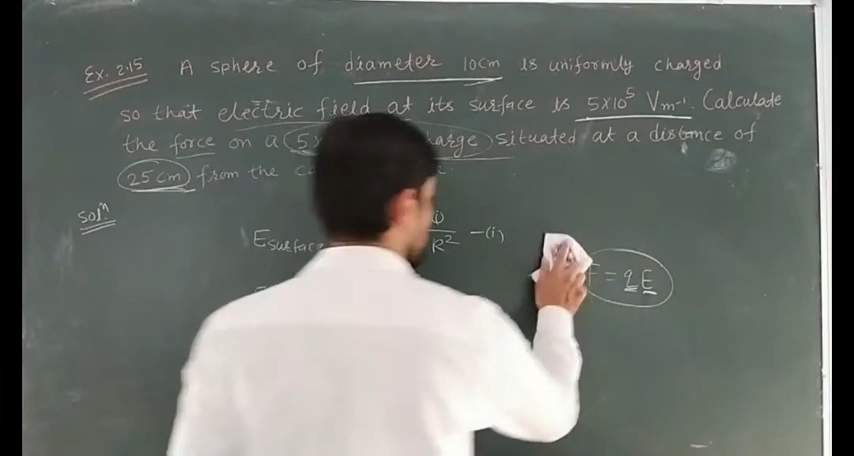 Ex. 2.15 A sphere of diameter 10cm is uniformly charged
so that electric field at its surface is 5×10⁵ Vm⁻¹. Calculate
the force on a 5× charge situated at a distance of
25cm from the
Solⁿ
E surface R² -(i)
F = qE